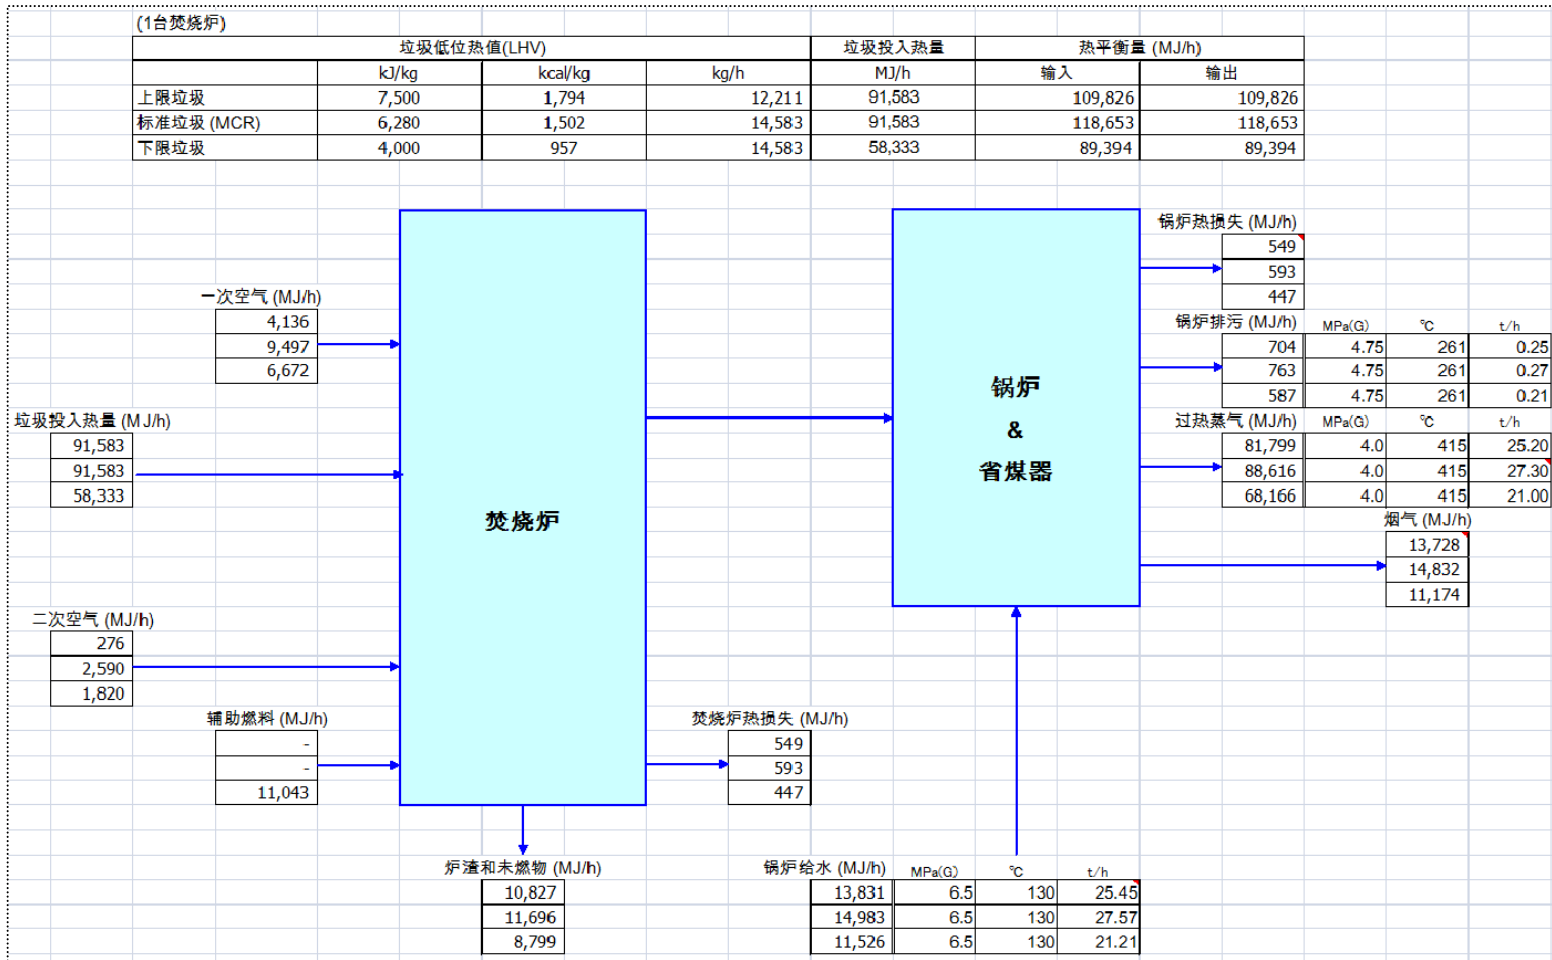 (1台焚烧炉)
垃圾低位热值(LHV) 垃圾投入热量 热平衡量 (MJ/h)
kJ/kg kcal/kg kg/h MJ/h 输入 输出
上限垃圾 7,500 1,794 12,211 91,583 109,826 109,826
标准垃圾 (MCR) 6,280 1,502 14,583 91,583 118,653 118,653
下限垃圾 4,000 957 14,583 58,333 89,394 89,394
锅炉热损失 (MJ/h)
549
593
447
一次空气 (MJ/h)
4,136
9,497
6,672
锅炉排污 (MJ/h) MPa(G) ℃ t/h
704 4.75 261 0.25
763 4.75 261 0.27
587 4.75 261 0.21
锅炉
&
省煤器
垃圾投入热量 (MJ/h)
91,583
91,583
58,333
过热蒸气 (MJ/h) MPa(G) ℃ t/h
81,799 4.0 415 25.20
88,616 4.0 415 27.30
68,166 4.0 415 21.00
焚烧炉
烟气 (MJ/h)
13,728
14,832
11,174
二次空气 (MJ/h)
276
2,590
1,820
辅助燃料 (MJ/h)
-
-
11,043
焚烧炉热损失 (MJ/h)
549
593
447
炉渣和未燃物 (MJ/h)
10,827
11,696
8,799
锅炉给水 (MJ/h) MPa(G) ℃ t/h
13,831 6.5 130 25.45
14,983 6.5 130 27.57
11,526 6.5 130 21.21